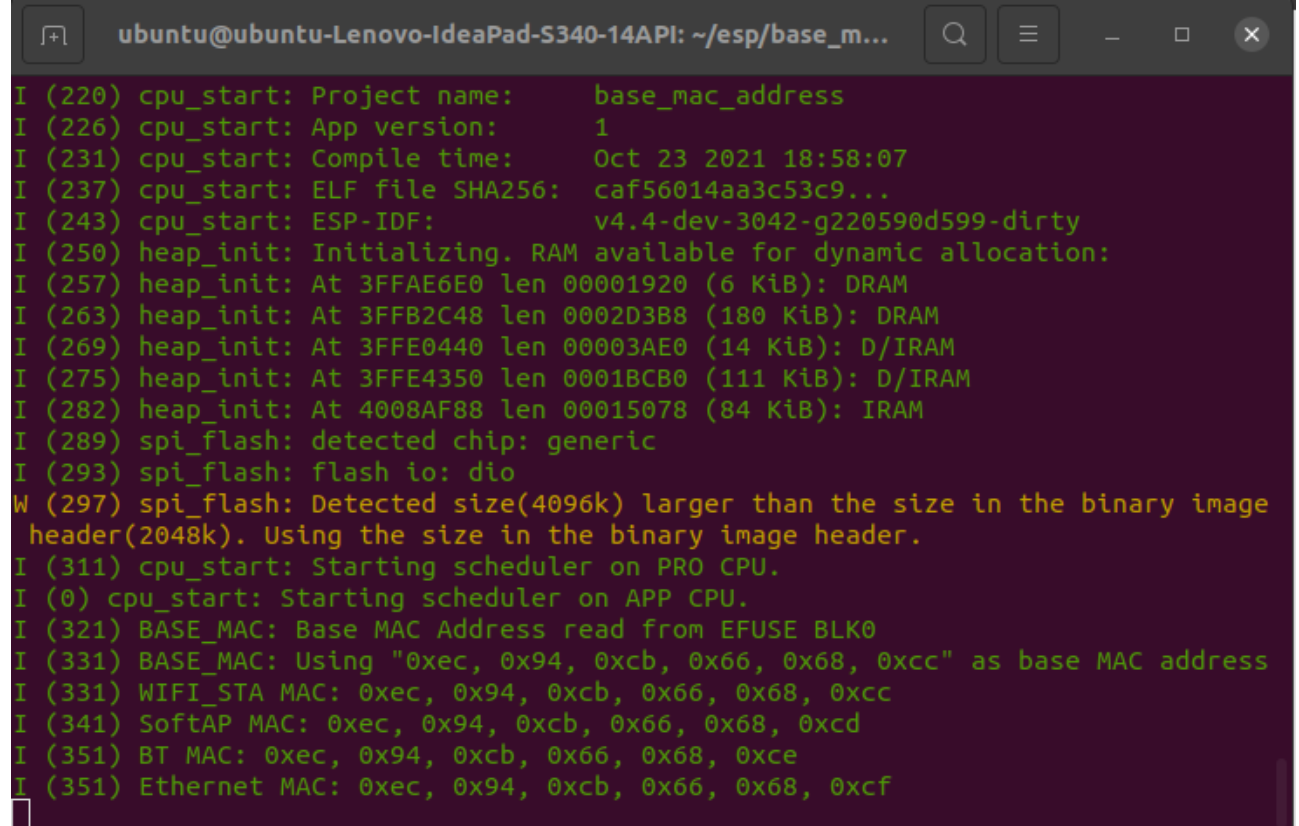 ubuntu@ubuntu-Lenovo-IdeaPad-S340-14API: ~/esp/base_m...
I (220) cpu_start: Project name:     base_mac_address
I (226) cpu_start: App version:      1
I (231) cpu_start: Compile time:     Oct 23 2021 18:58:07
I (237) cpu_start: ELF file SHA256:  caf56014aa3c53c9...
I (243) cpu_start: ESP-IDF:          v4.4-dev-3042-g220590d599-dirty
I (250) heap_init: Initializing. RAM available for dynamic allocation:
I (257) heap_init: At 3FFAE6E0 len 00001920 (6 KiB): DRAM
I (263) heap_init: At 3FFB2C48 len 0002D3B8 (180 KiB): DRAM
I (269) heap_init: At 3FFE0440 len 00003AE0 (14 KiB): D/IRAM
I (275) heap_init: At 3FFE4350 len 0001BCB0 (111 KiB): D/IRAM
I (282) heap_init: At 4008AF88 len 00015078 (84 KiB): IRAM
I (289) spi_flash: detected chip: generic
I (293) spi_flash: flash io: dio
W (297) spi_flash: Detected size(4096k) larger than the size in the binary image
 header(2048k). Using the size in the binary image header.
I (311) cpu_start: Starting scheduler on PRO CPU.
I (0) cpu_start: Starting scheduler on APP CPU.
I (321) BASE_MAC: Base MAC Address read from EFUSE BLK0
I (331) BASE_MAC: Using "0xec, 0x94, 0xcb, 0x66, 0x68, 0xcc" as base MAC address
I (331) WIFI_STA MAC: 0xec, 0x94, 0xcb, 0x66, 0x68, 0xcc
I (341) SoftAP MAC: 0xec, 0x94, 0xcb, 0x66, 0x68, 0xcd
I (351) BT MAC: 0xec, 0x94, 0xcb, 0x66, 0x68, 0xce
I (351) Ethernet MAC: 0xec, 0x94, 0xcb, 0x66, 0x68, 0xcf